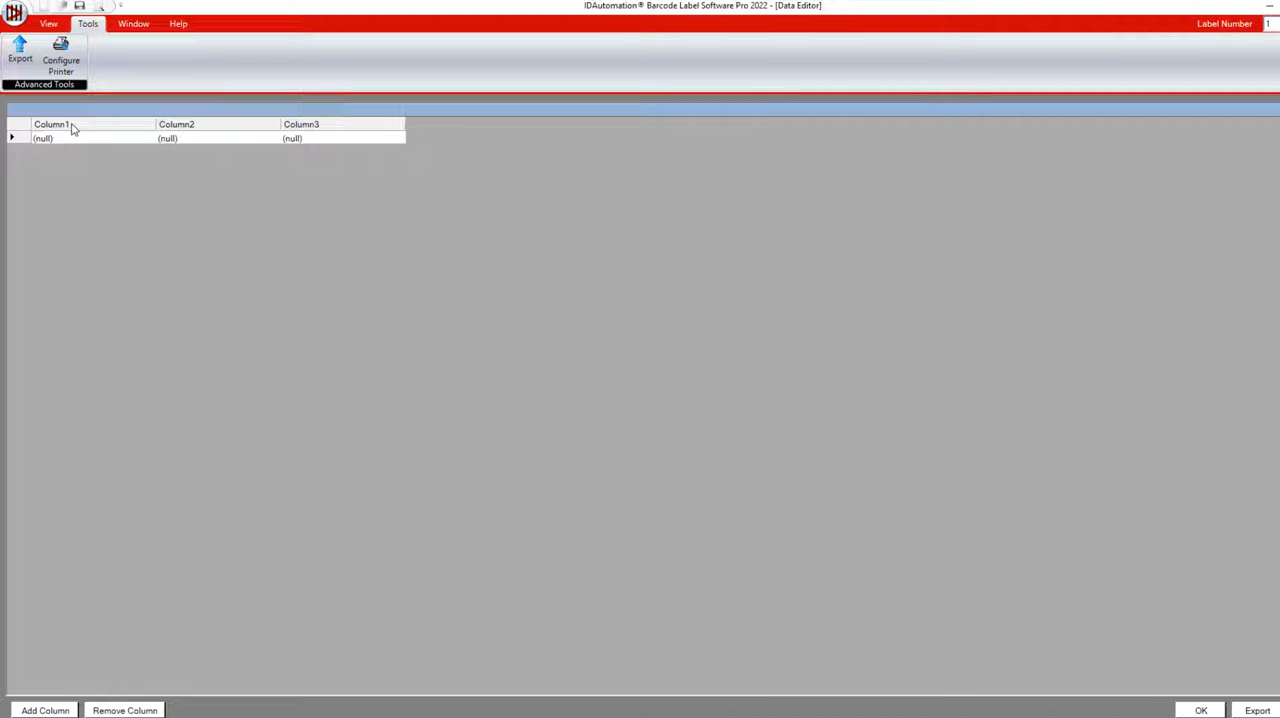 IDAutomation® Barcode Label Software Pro 2022 - [Data Editor]
View Tools Window Help Label Number 1
Export Configure Printer
Advanced Tools
Column1 Column2 Column3
(null) (null) (null)
Add Column Remove Column OK Export